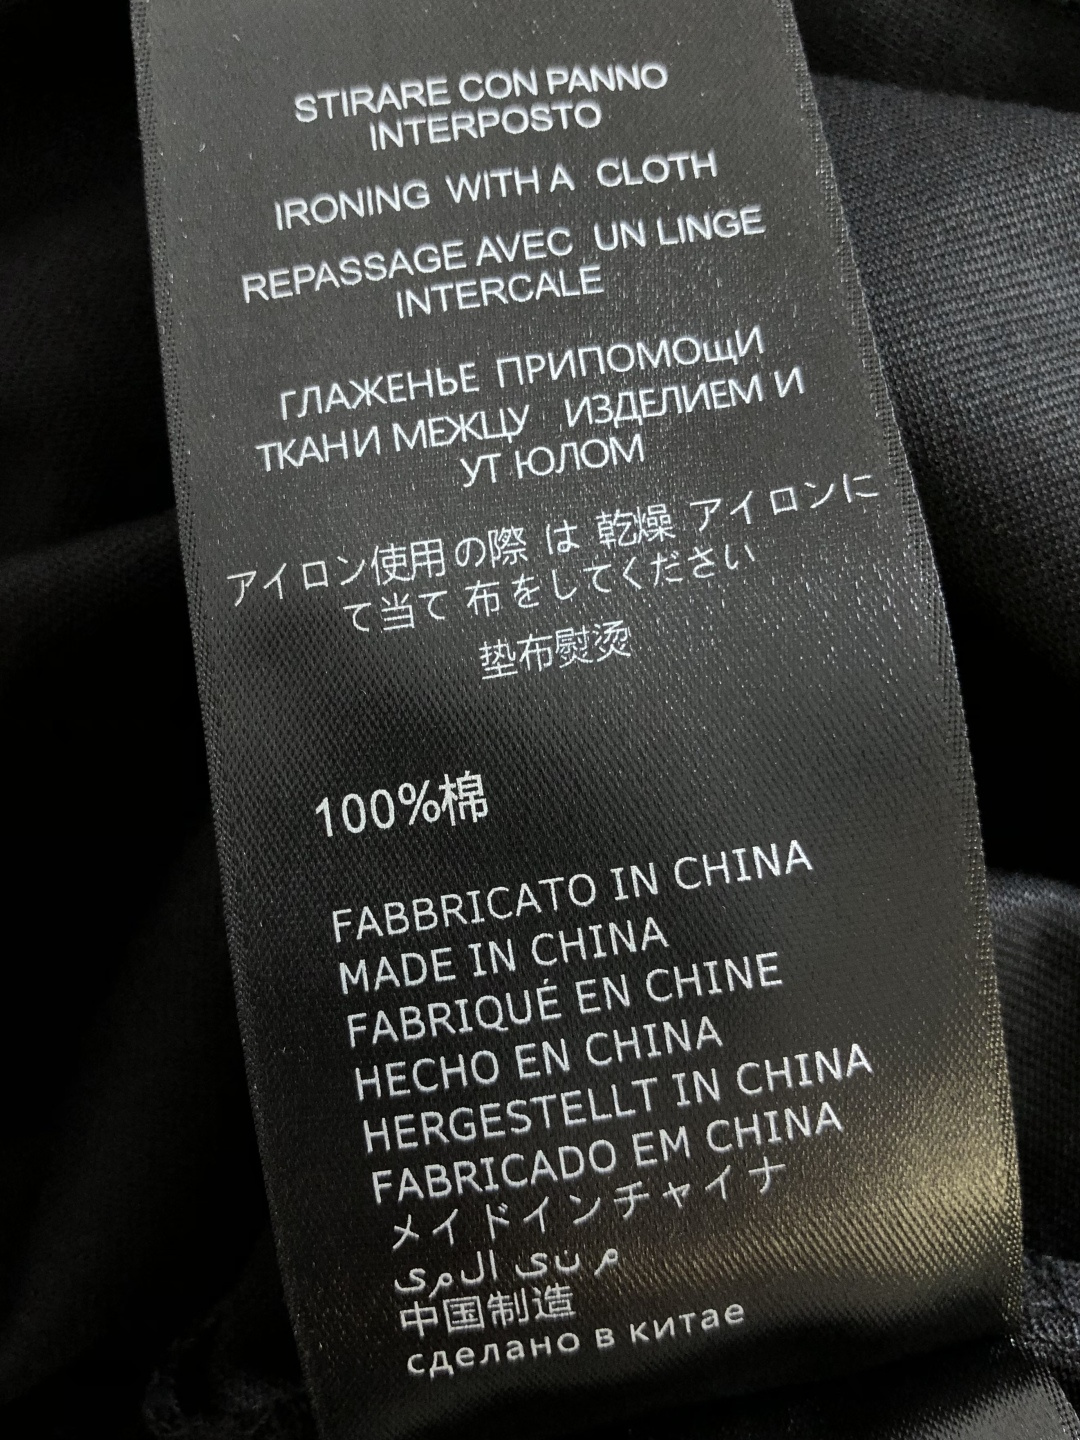 STIRARE CON PANNO
INTERPOSTO
IRONING WITH A CLOTH
REPASSAGE AVEC UN LINGE
INTERCALE
ГЛАЖЕНЬЕ ПРИПОМОщИ
ТКАНИ МЕЖЦУ ИЗДЕЛИЕМ И
УТ ЮЛОМ
アイロン使用の際 は 乾燥 アイロンに
て当て 布をしてください
垫布熨烫
100%棉
FABBRICATO IN CHINA
MADE IN CHINA
FABRIQUÉ EN CHINE
HECHO EN CHINA
HERGESTELLT IN CHINA
FABRICADO EM CHINA
メイドインチャイナ
م نى المى
中国制造
сделано в китае